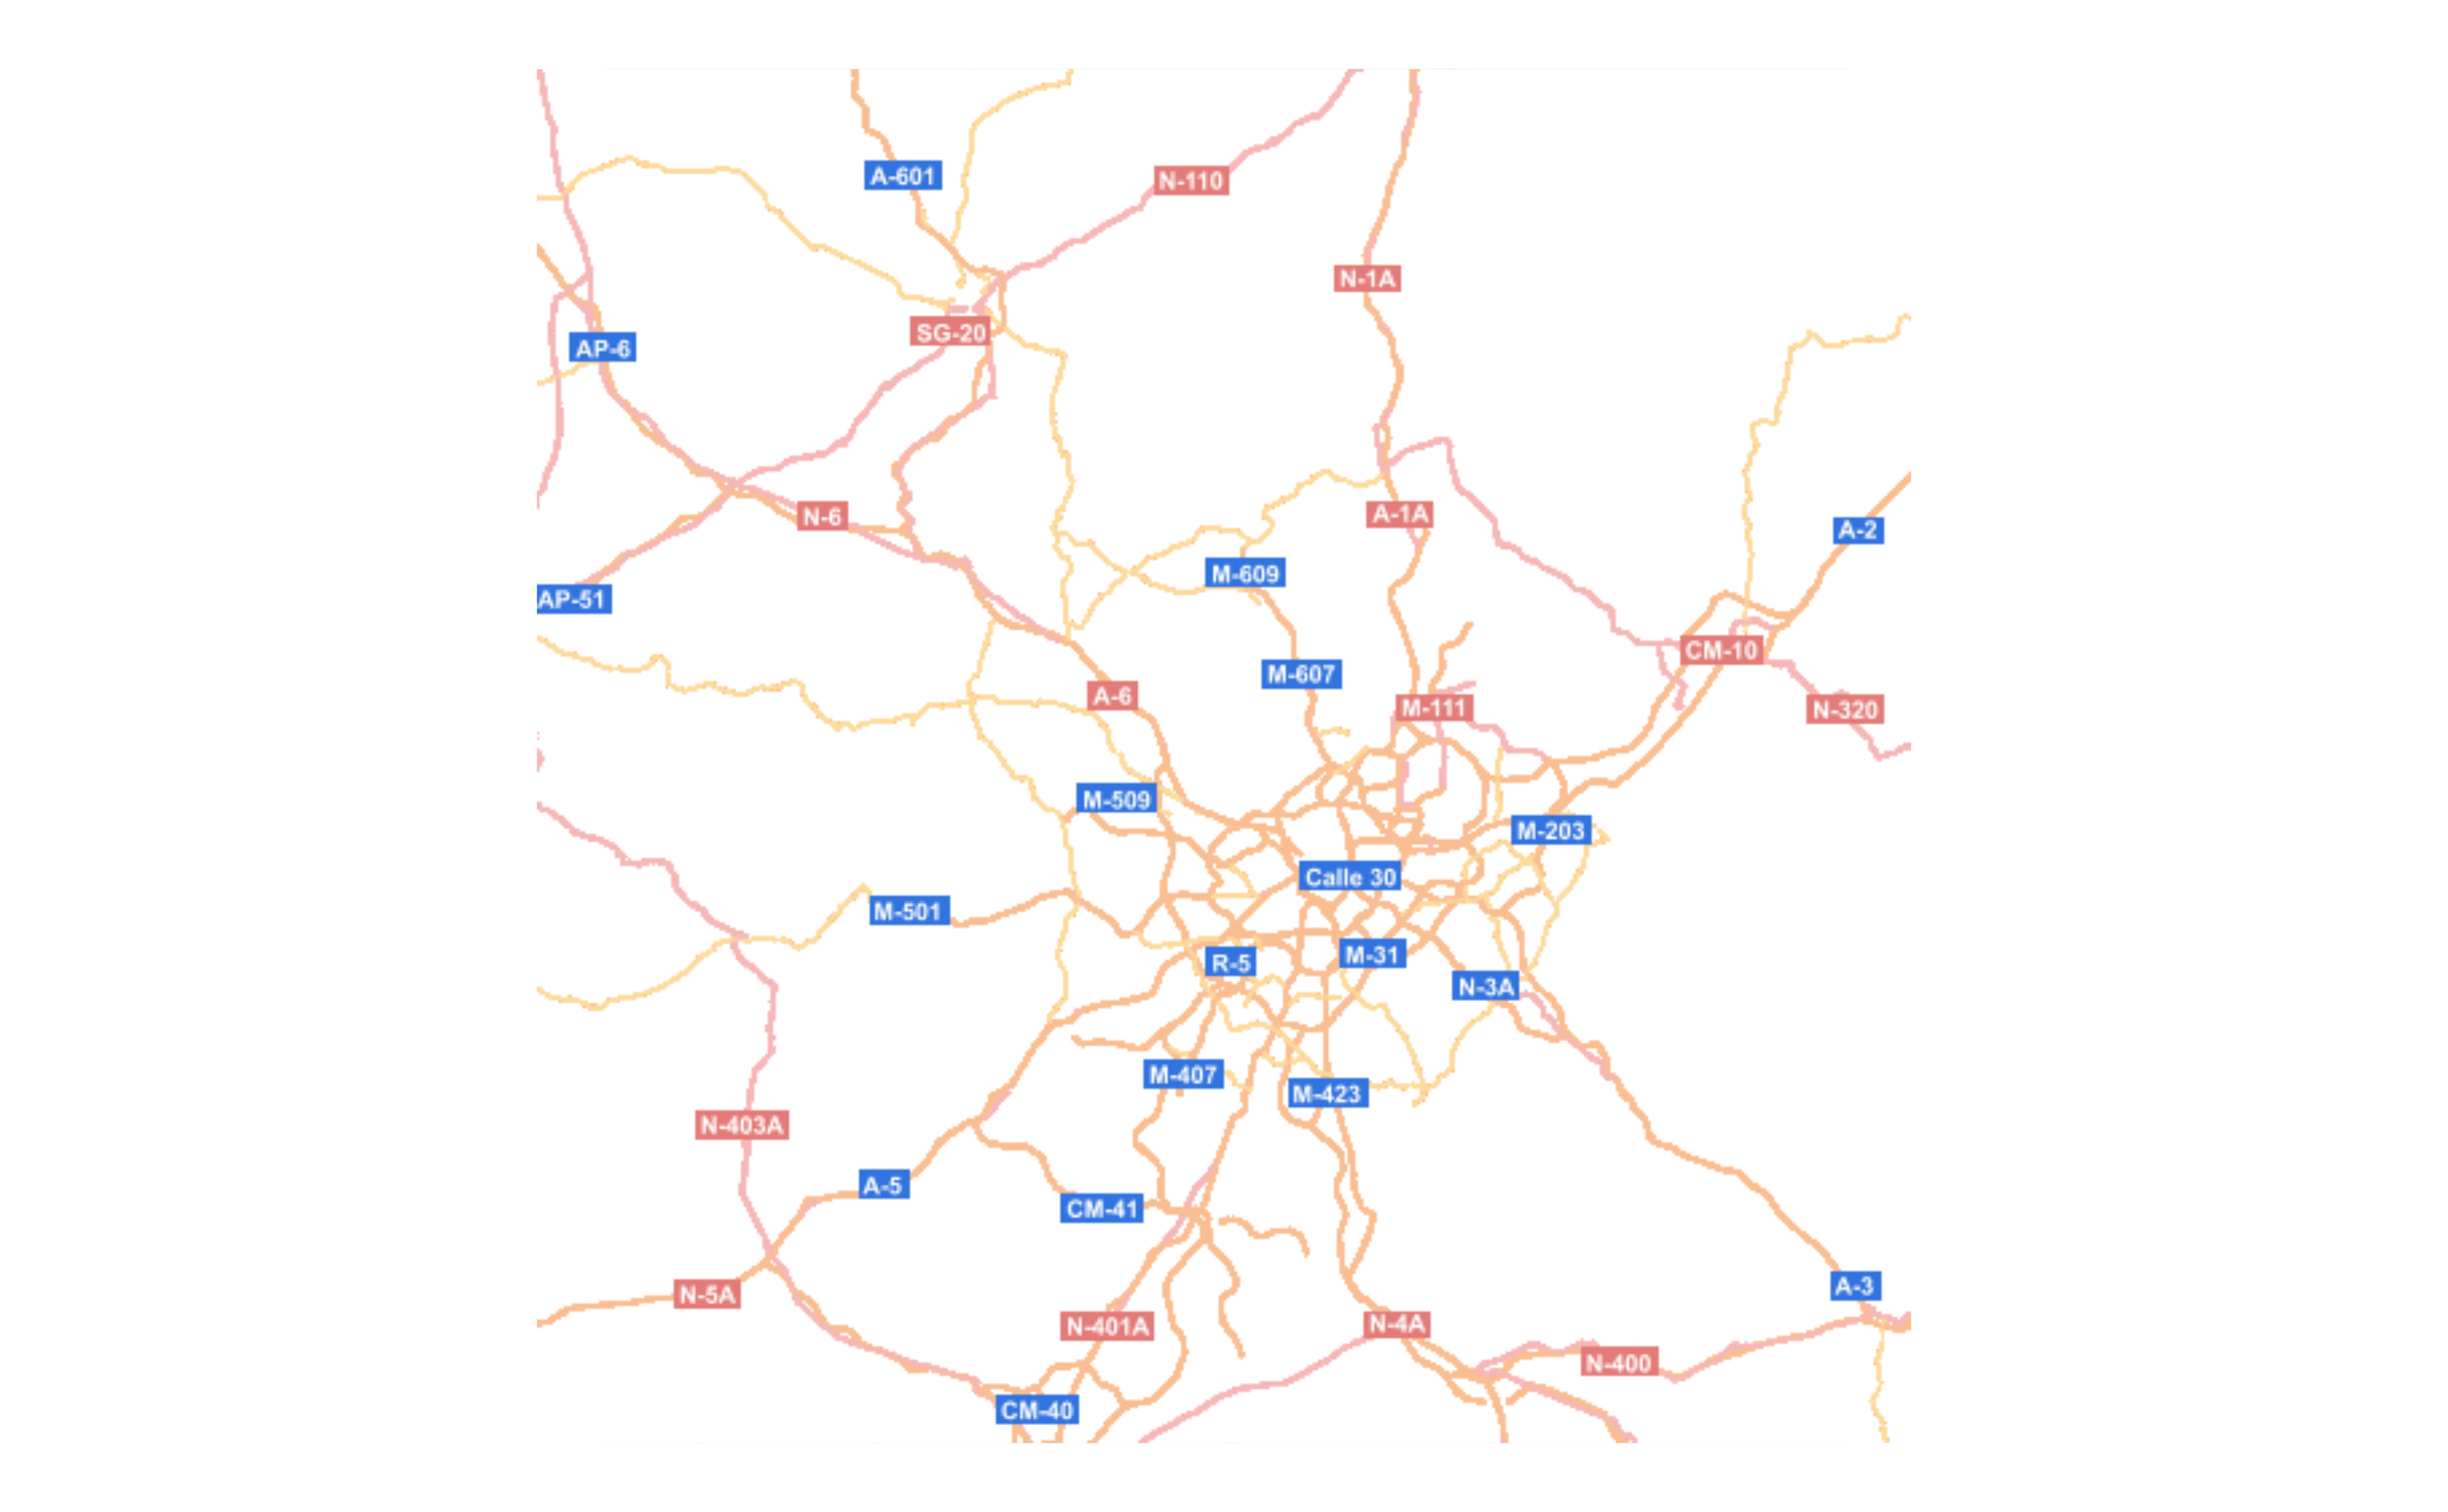 A-601
N-110
N-1A
SG-20
AP-6
N-6
A-1A
A-2
M-609
AP-51
CM-10
M-607
A-6
M-111
N-320
M-509
M-203
Calle 30
M-501
M-31
R-5
N-3A
M-407
M-423
N-403A
A-5
CM-41
A-3
N-5A
N-401A
N-4A
N-400
CM-40